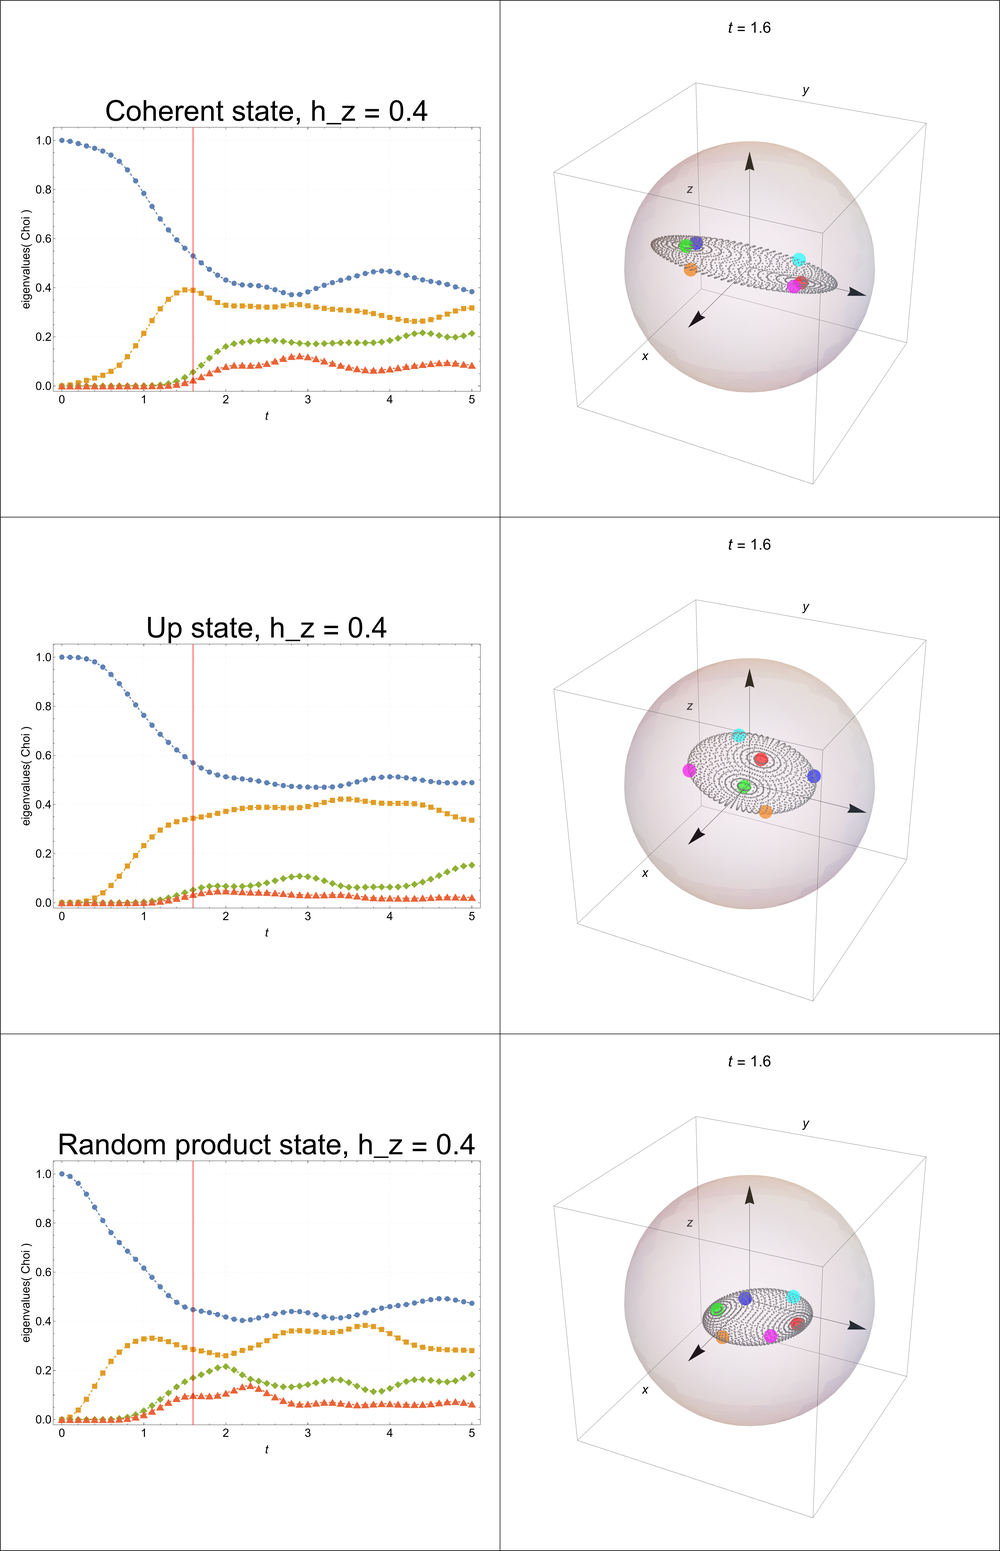 t = 1.6
y
Coherent state, h_z = 0.4
1.0
0.8
0.6
0.4
0.2
0.0
eigenvalues( Choi )
0 1 2 3 4 5
t
z
x
t = 1.6
y
Up state, h_z = 0.4
1.0
0.8
0.6
0.4
0.2
0.0
eigenvalues( Choi )
0 1 2 3 4 5
t
z
x
t = 1.6
y
Random product state, h_z = 0.4
1.0
0.8
0.6
0.4
0.2
0.0
eigenvalues( Choi )
0 1 2 3 4 5
t
z
x